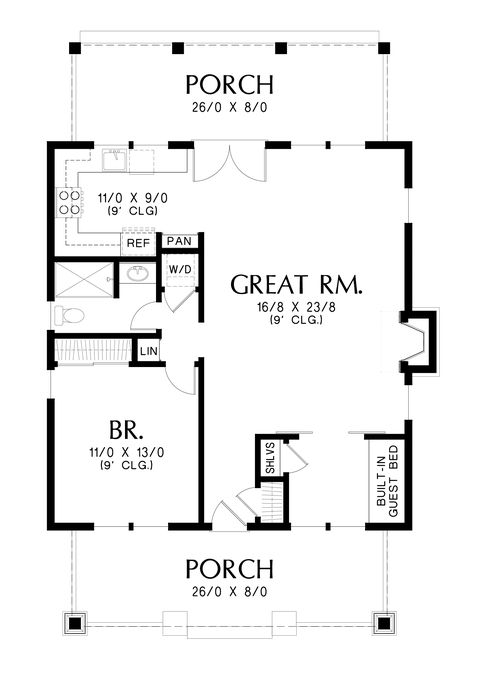 PORCH
26/0 X 8/0
11/0 X 9/0
(9' CLG)
REF
PAN
W/D
GREAT RM.
16/8 X 23/8
(9' CLG.)
LIN
BR.
11/0 X 13/0
(9' CLG.)
SHLVS
BUILT-IN
GUEST BED
PORCH
26/0 X 8/0